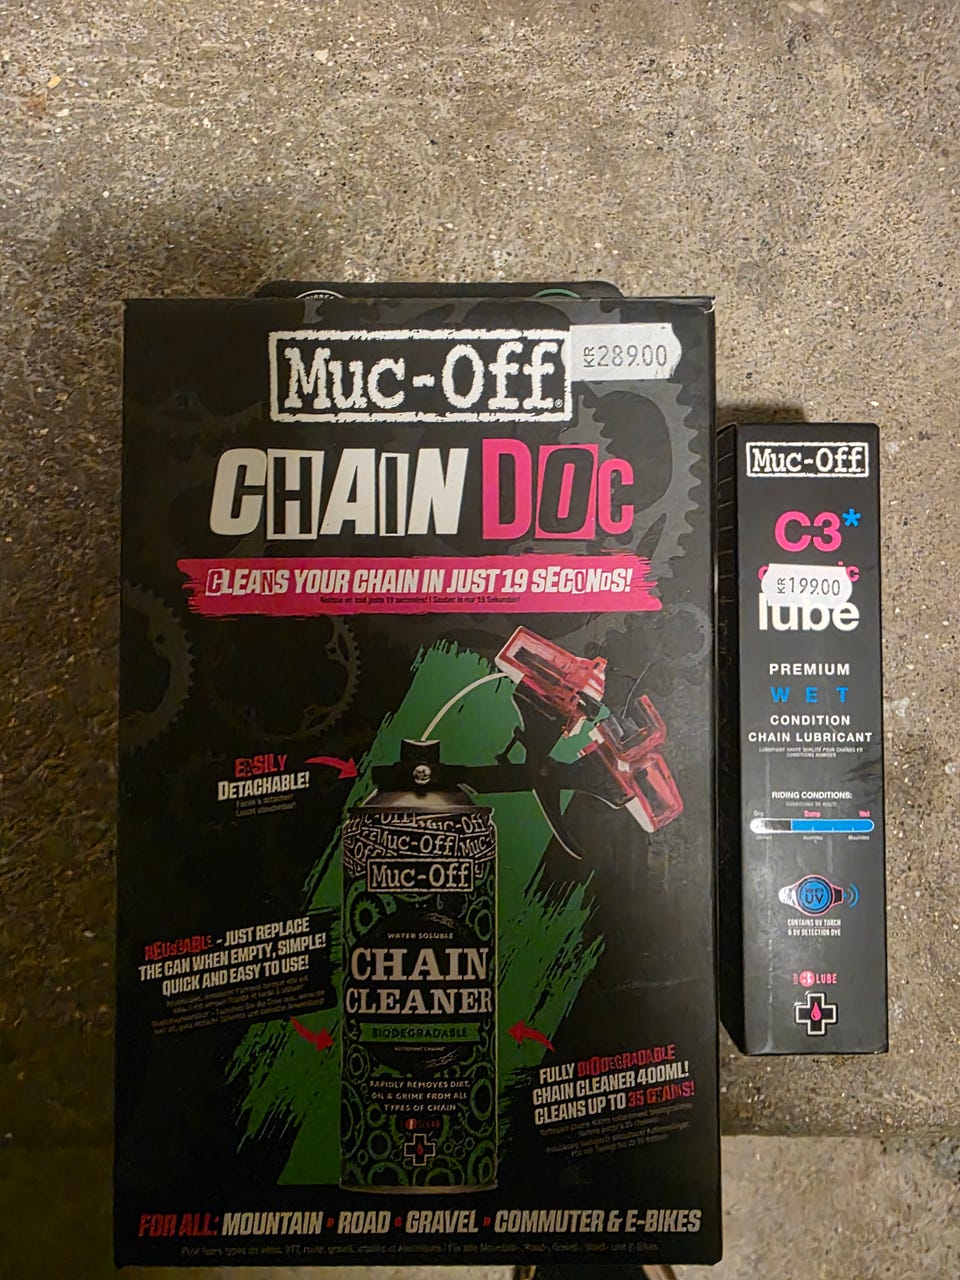 Muc-Off
KR 289.00
CHAIN DOC
CLEANS YOUR CHAIN IN JUST 19 SECONDS!
EASILY
DETACHABLE!
Muc-Off
Muc-Off
WATER SOLUBLE
CHAIN
CLEANER
BIODEGRADABLE
RAPIDLY REMOVES DIRT,
OIL & GRIME FROM ALL
TYPES OF CHAIN
REUSABLE - JUST REPLACE
THE CAN WHEN EMPTY, SIMPLE!
QUICK AND EASY TO USE!
FULLY BIODEGRADABLE
CHAIN CLEANER 400ML!
CLEANS UP TO 35 CHAINS!
FOR ALL: MOUNTAIN • ROAD • GRAVEL • COMMUTER & E-BIKES
Muc-Off
C3*
KR 199.00
lube
PREMIUM
WET
CONDITION
CHAIN LUBRICANT
RIDING CONDITIONS:
Dry Damp Wet
UV
CONTAINS UV TORCH
& UV DETECTION DYE
LUBE